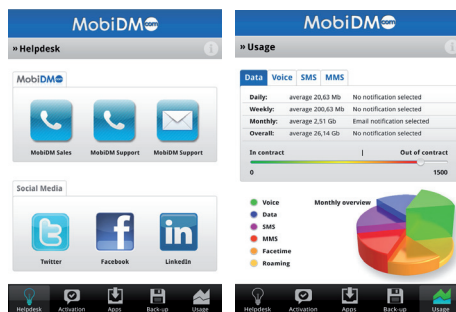 MobiDM.com
» Helpdesk
i
MobiDM
MobiDM Sales
MobiDM Support
MobiDM Support
Social Media
Twitter
Facebook
LinkedIn
Helpdesk
Activation
Apps
Back-up
Usage
MobiDM.com
» Usage
i
Data Voice SMS MMS
Daily: average 20,63 Mb No notification selected
Weekly: average 200,63 Mb No notification selected
Monthly: average 2,51 Gb Email notification selected
Overall: average 26,14 Gb No notification selected
In contract | Out of contract
0 1500
Voice Monthly overview
Data
SMS
MMS
Facetime
Roaming
Helpdesk
Activation
Apps
Back-up
Usage